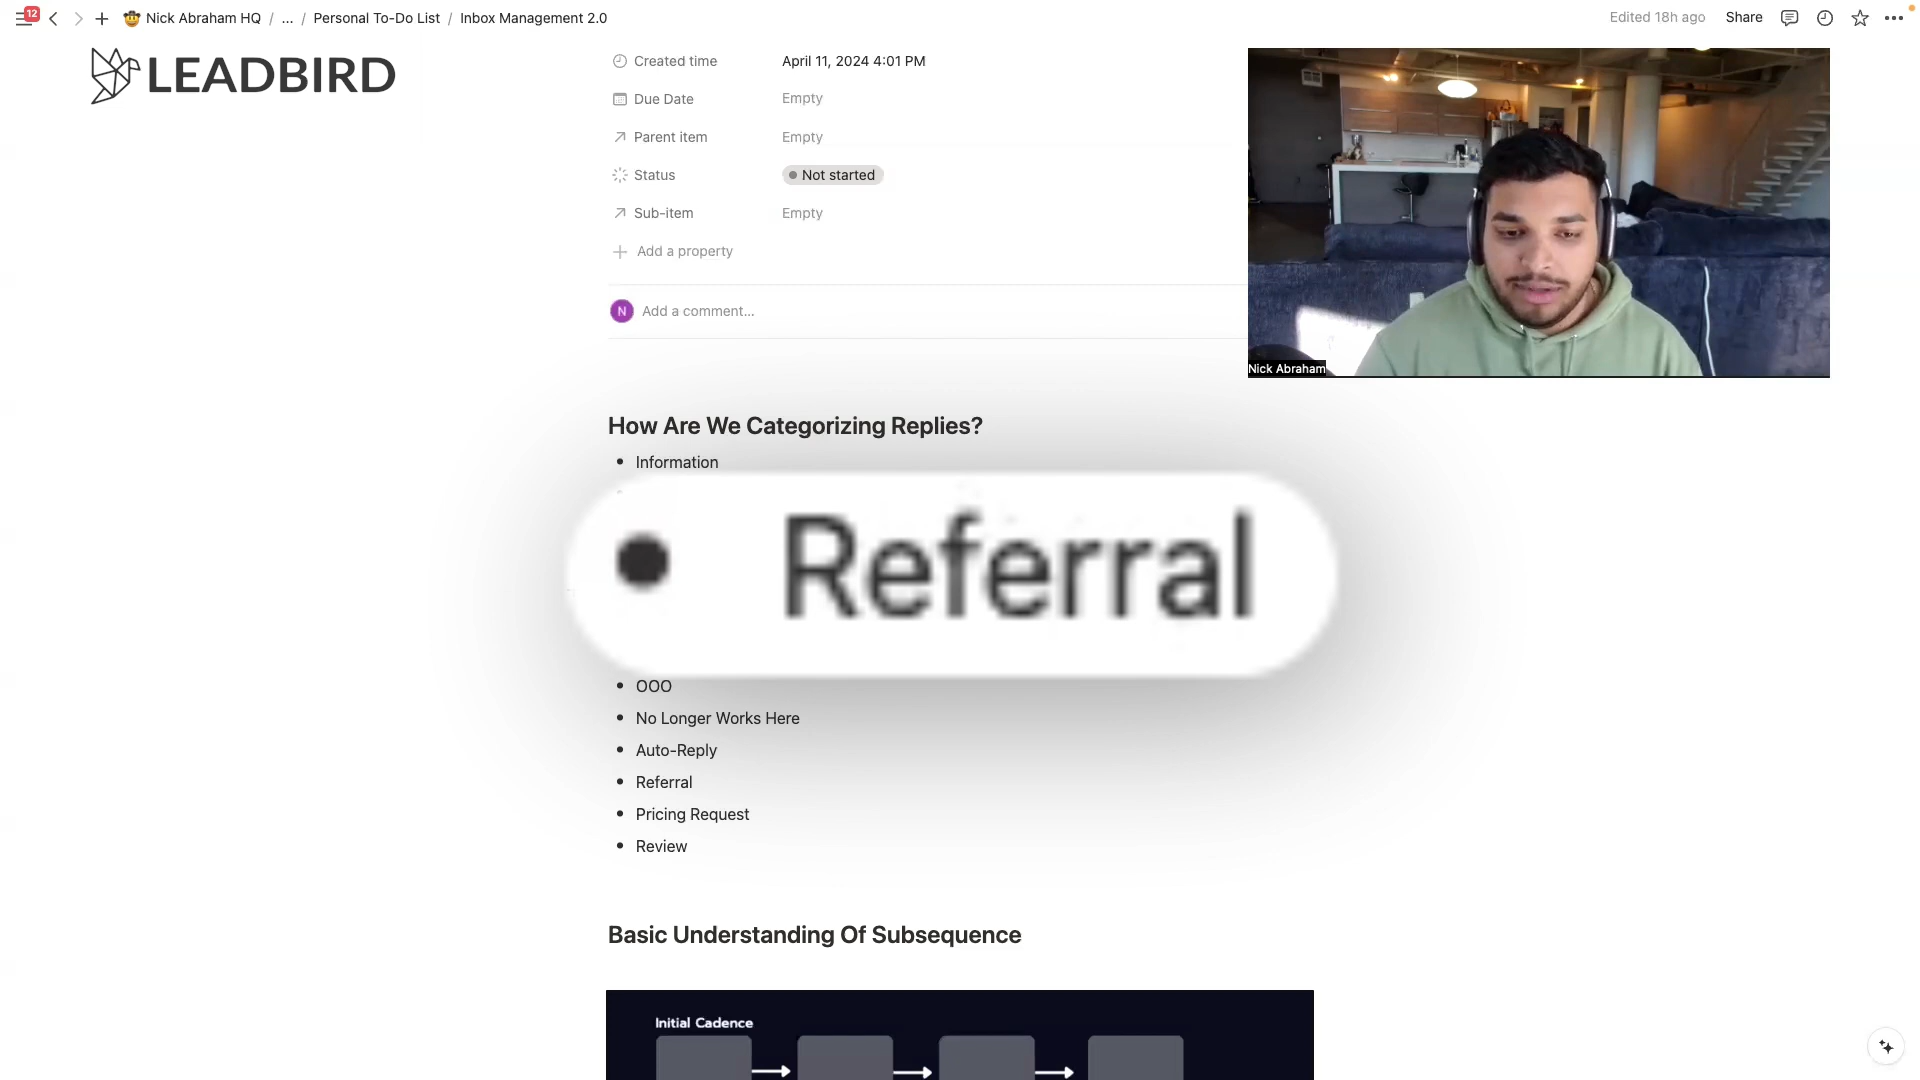 12
Nick Abraham HQ / ... / Personal To-Do List / Inbox Management 2.0
Edited 18h ago
Share
LEADBIRD
Created time
April 11, 2024 4:01 PM
Due Date
Empty
Parent item
Empty
Status
Not started
Sub-item
Empty
Add a property
N
Add a comment...
Nick Abraham
How Are We Categorizing Replies?
• Information
• Referral
• OOO
• No Longer Works Here
• Auto-Reply
• Referral
• Pricing Request
• Review
Basic Understanding Of Subsequence
Initial Cadence